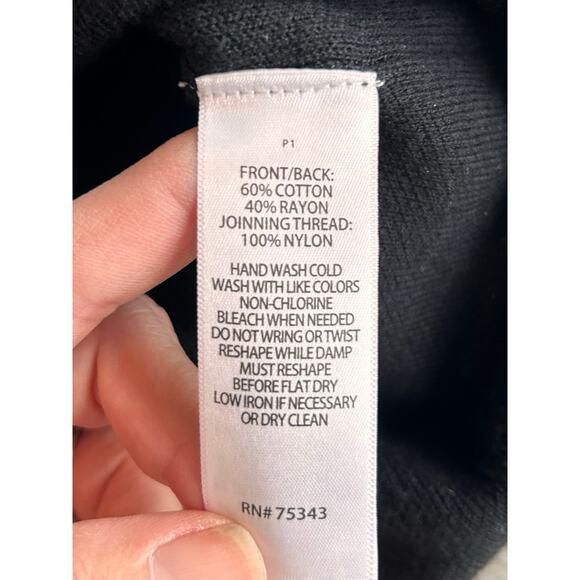 P1
FRONT/BACK:
60% COTTON
40% RAYON
JOINNING THREAD:
100% NYLON
HAND WASH COLD
WASH WITH LIKE COLORS
NON-CHLORINE
BLEACH WHEN NEEDED
DO NOT WRING OR TWIST
RESHAPE WHILE DAMP
MUST RESHAPE
BEFORE FLAT DRY
LOW IRON IF NECESSARY
OR DRY CLEAN
RN# 75343